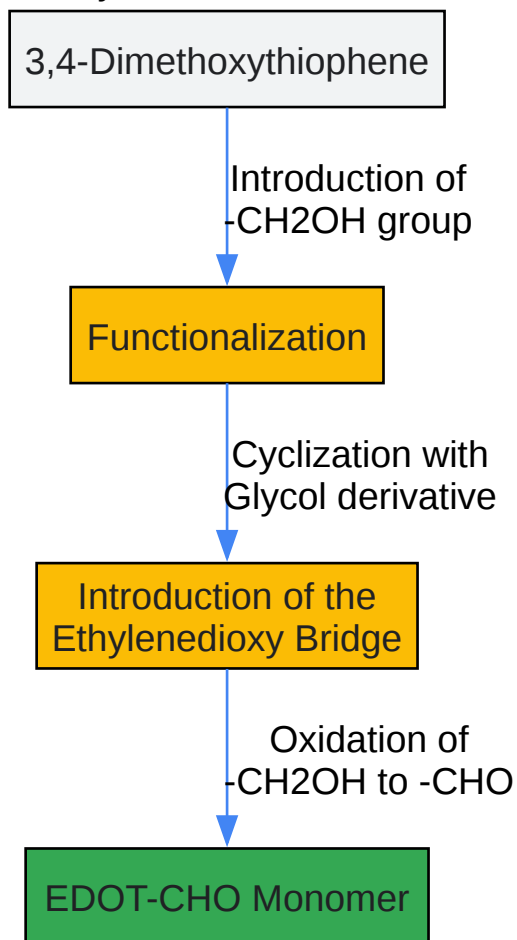 3,4-Dimethoxythiophene
Introduction of
-CH2OH group
Functionalization
Cyclization with
Glycol derivative
Introduction of the
Ethylenedioxy Bridge
Oxidation of
-CH2OH to -CHO
EDOT-CHO Monomer